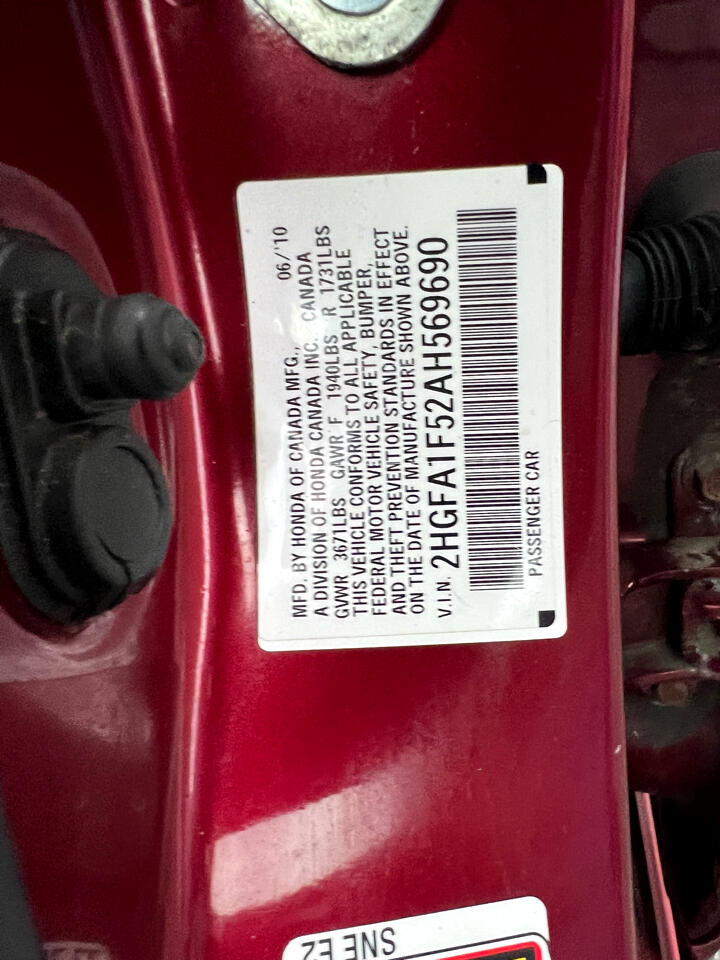 06/'10
MFD. BY HONDA OF CANADA MFG.,
A DIVISION OF HONDA CANADA INC. CANADA
GVWR 3671LBS GAWR F 1940LBS R 1731LBS
THIS VEHICLE CONFORMS TO ALL APPLICABLE
FEDERAL MOTOR VEHICLE SAFETY, BUMPER,
AND THEFT PREVENTION STANDARDS IN EFFECT
ON THE DATE OF MANUFACTURE SHOWN ABOVE.
V.I.N. 2HGFA1F52AH569690
PASSENGER CAR
SNE E2